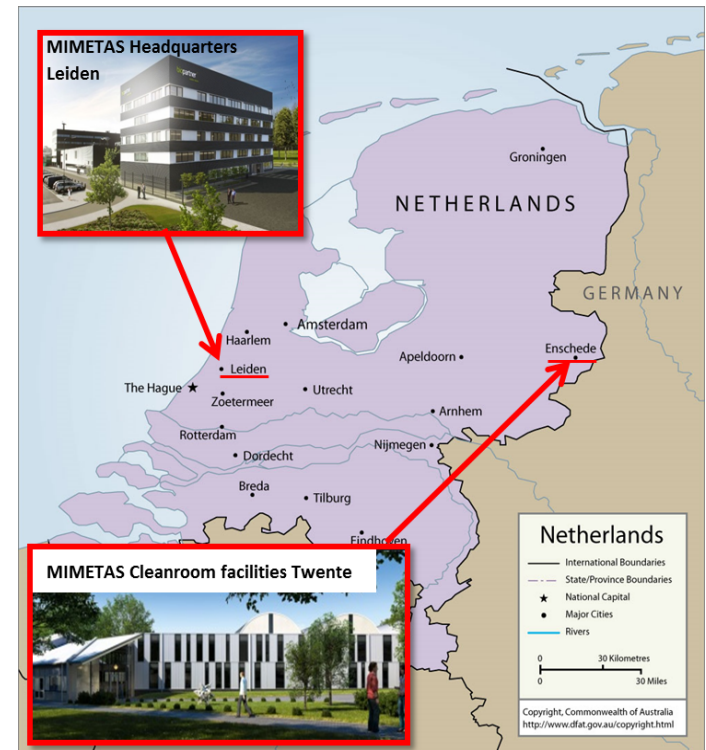 MIMETAS Headquarters
Leiden
Groningen
NETHERLANDS
GERMANY
Amsterdam
Haarlem
Enschede
Apeldoorn
Leiden
The Hague
Utrecht
Zoetermeer
Arnhem
Rotterdam
Nijmegen
Dordecht
Breda
Tilburg
Eindhoven
MIMETAS Cleanroom facilities Twente
Netherlands
International Boundaries
State/Province Boundaries
National Capital
Major Cities
Rivers
0 30 Kilometres
0 30 Miles
Copyright, Commonwealth of Australia
http://www.dfat.gov.au/copyright.html